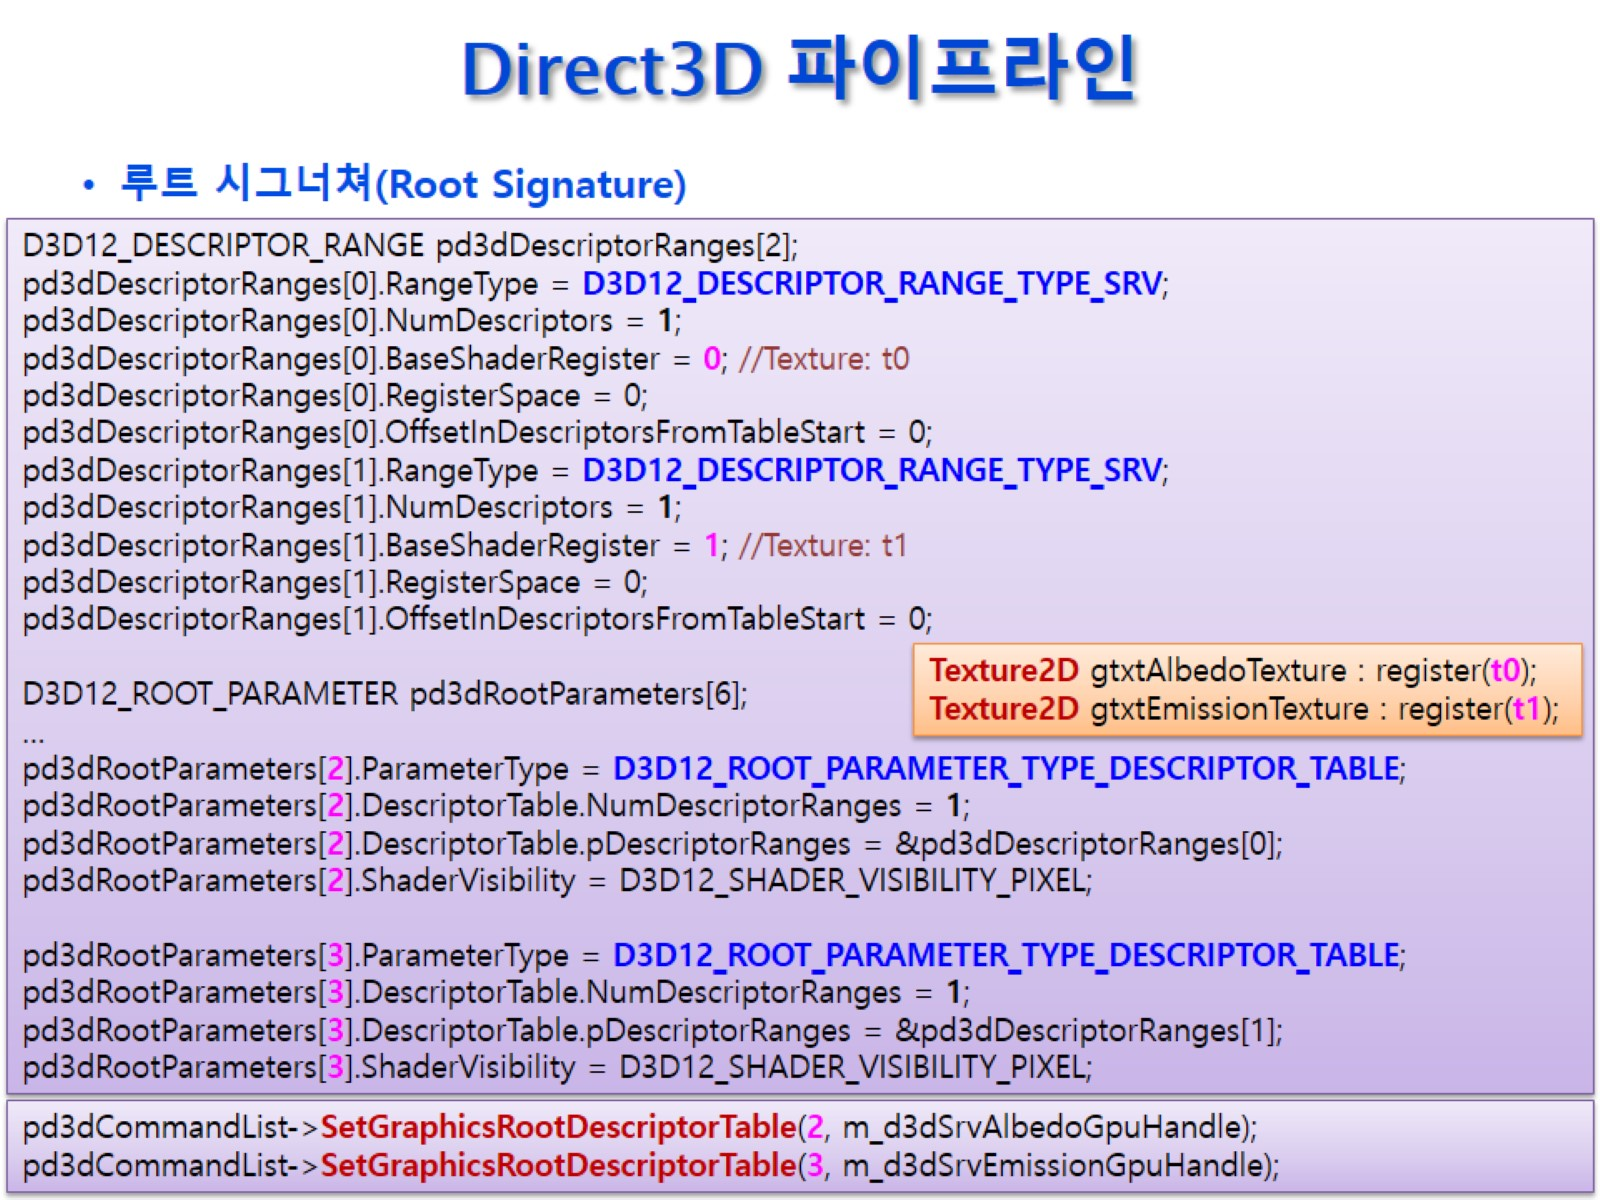 Direct3D 파이프라인
• 루트 시그너쳐(Root Signature)
D3D12_DESCRIPTOR_RANGE pd3dDescriptorRanges[2];
pd3dDescriptorRanges[0].RangeType = D3D12_DESCRIPTOR_RANGE_TYPE_SRV;
pd3dDescriptorRanges[0].NumDescriptors = 1;
pd3dDescriptorRanges[0].BaseShaderRegister = 0; //Texture: t0
pd3dDescriptorRanges[0].RegisterSpace = 0;
pd3dDescriptorRanges[0].OffsetInDescriptorsFromTableStart = 0;
pd3dDescriptorRanges[1].RangeType = D3D12_DESCRIPTOR_RANGE_TYPE_SRV;
pd3dDescriptorRanges[1].NumDescriptors = 1;
pd3dDescriptorRanges[1].BaseShaderRegister = 1; //Texture: t1
pd3dDescriptorRanges[1].RegisterSpace = 0;
pd3dDescriptorRanges[1].OffsetInDescriptorsFromTableStart = 0;
Texture2D gtxtAlbedoTexture : register(t0);
Texture2D gtxtEmissionTexture : register(t1);
D3D12_ROOT_PARAMETER pd3dRootParameters[6];
...
pd3dRootParameters[2].ParameterType = D3D12_ROOT_PARAMETER_TYPE_DESCRIPTOR_TABLE;
pd3dRootParameters[2].DescriptorTable.NumDescriptorRanges = 1;
pd3dRootParameters[2].DescriptorTable.pDescriptorRanges = &pd3dDescriptorRanges[0];
pd3dRootParameters[2].ShaderVisibility = D3D12_SHADER_VISIBILITY_PIXEL;
pd3dRootParameters[3].ParameterType = D3D12_ROOT_PARAMETER_TYPE_DESCRIPTOR_TABLE;
pd3dRootParameters[3].DescriptorTable.NumDescriptorRanges = 1;
pd3dRootParameters[3].DescriptorTable.pDescriptorRanges = &pd3dDescriptorRanges[1];
pd3dRootParameters[3].ShaderVisibility = D3D12_SHADER_VISIBILITY_PIXEL;
pd3dCommandList->SetGraphicsRootDescriptorTable(2, m_d3dSrvAlbedoGpuHandle);
pd3dCommandList->SetGraphicsRootDescriptorTable(3, m_d3dSrvEmissionGpuHandle);